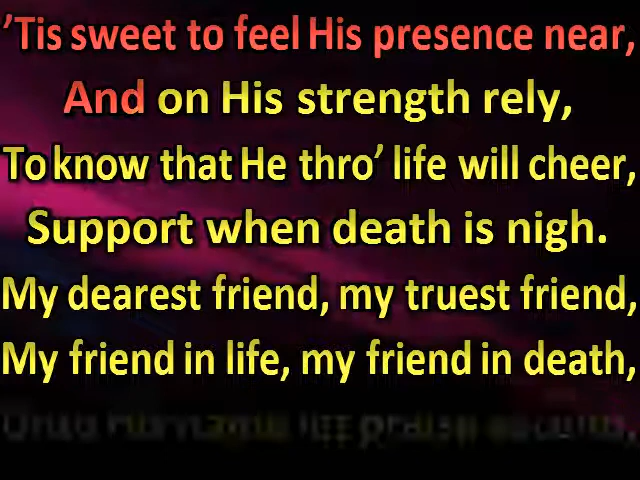 ’Tis sweet to feel His presence near,
And on His strength rely,
To know that He thro’ life will cheer,
Support when death is nigh.
My dearest friend, my truest friend,
My friend in life, my friend in death,